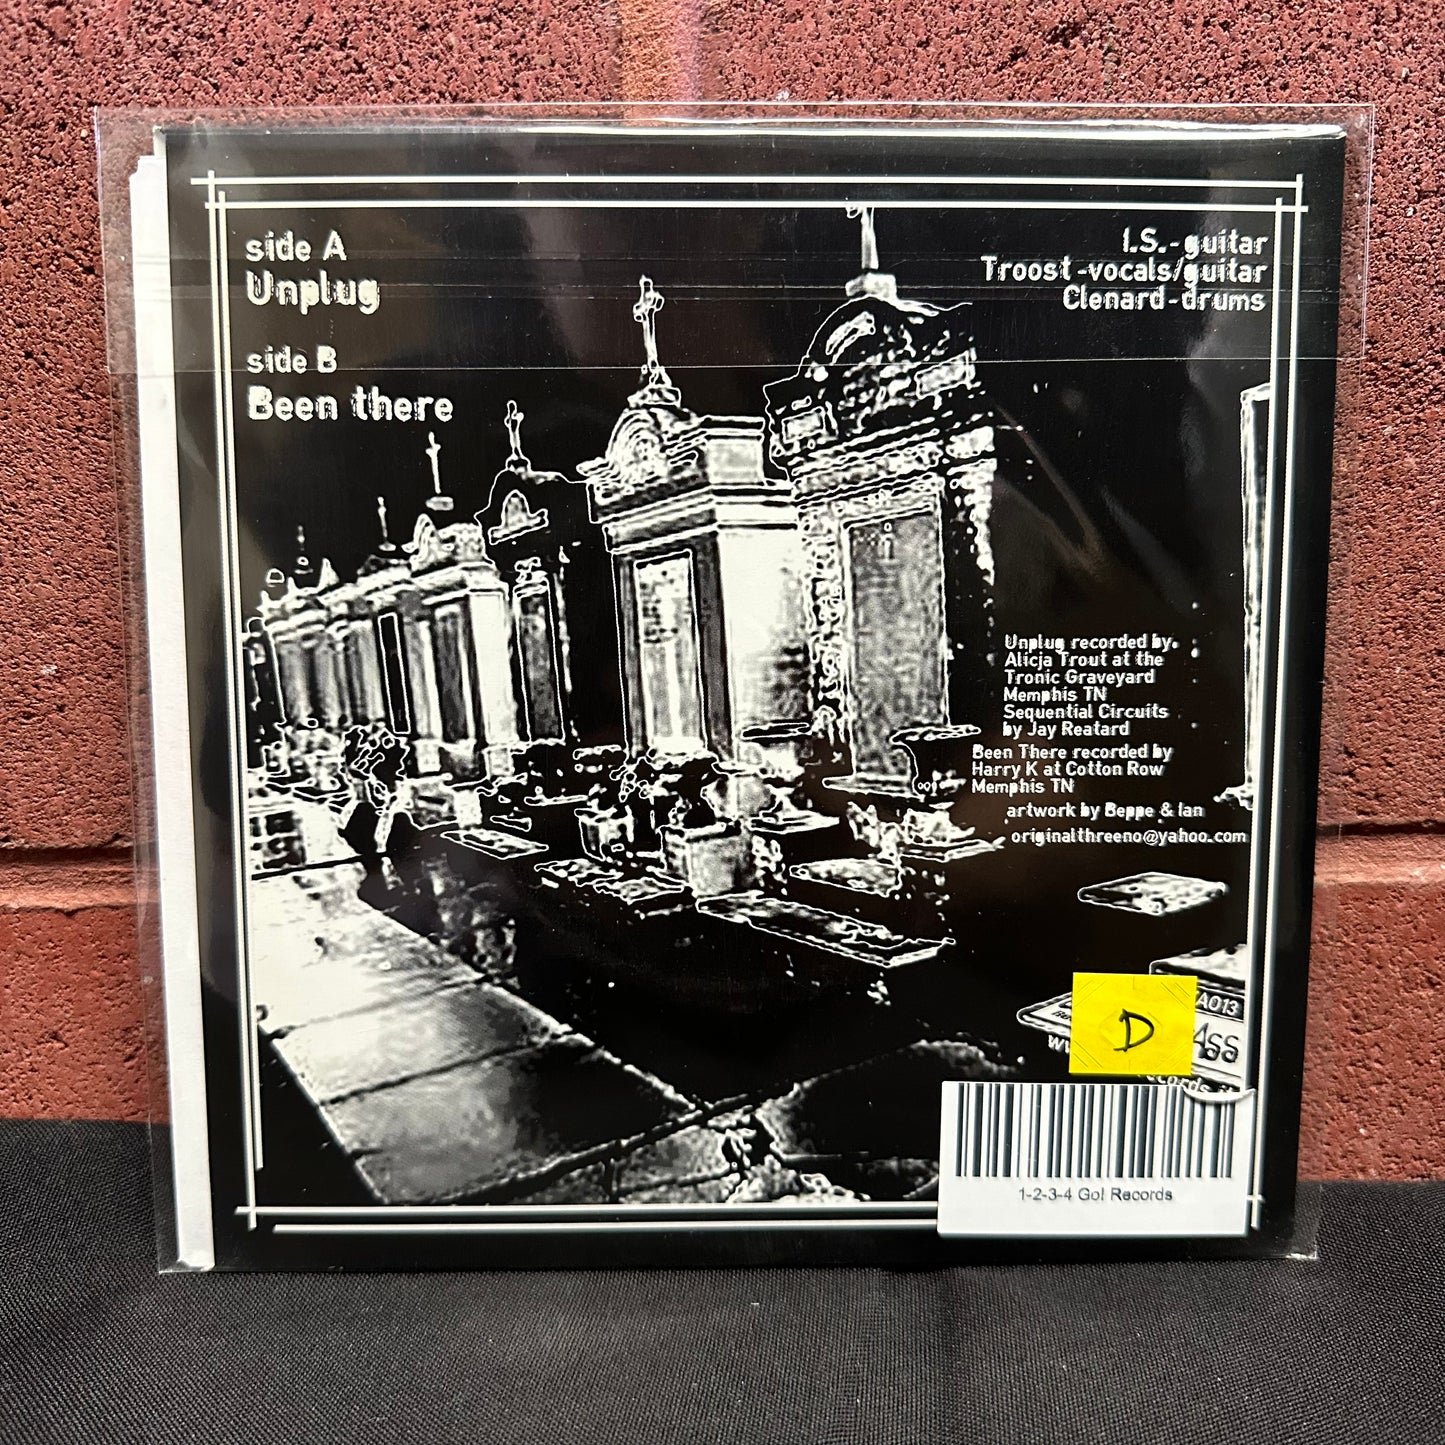 side A
Unplug
side B
Been there
I.S.-guitar
Troost-vocals/guitar
Clenard-drums
Unplug recorded by
Alicja Trout at the
Tronic Graveyard
Memphis TN
Sequential Circuits
by Jay Reatard
Been There recorded by
Harry K at Cotton Row
Memphis TN
artwork by Beppe & Ian
originalthreeno@yahoo.com
A013
D
Ass
1-2-3-4 Go! Records